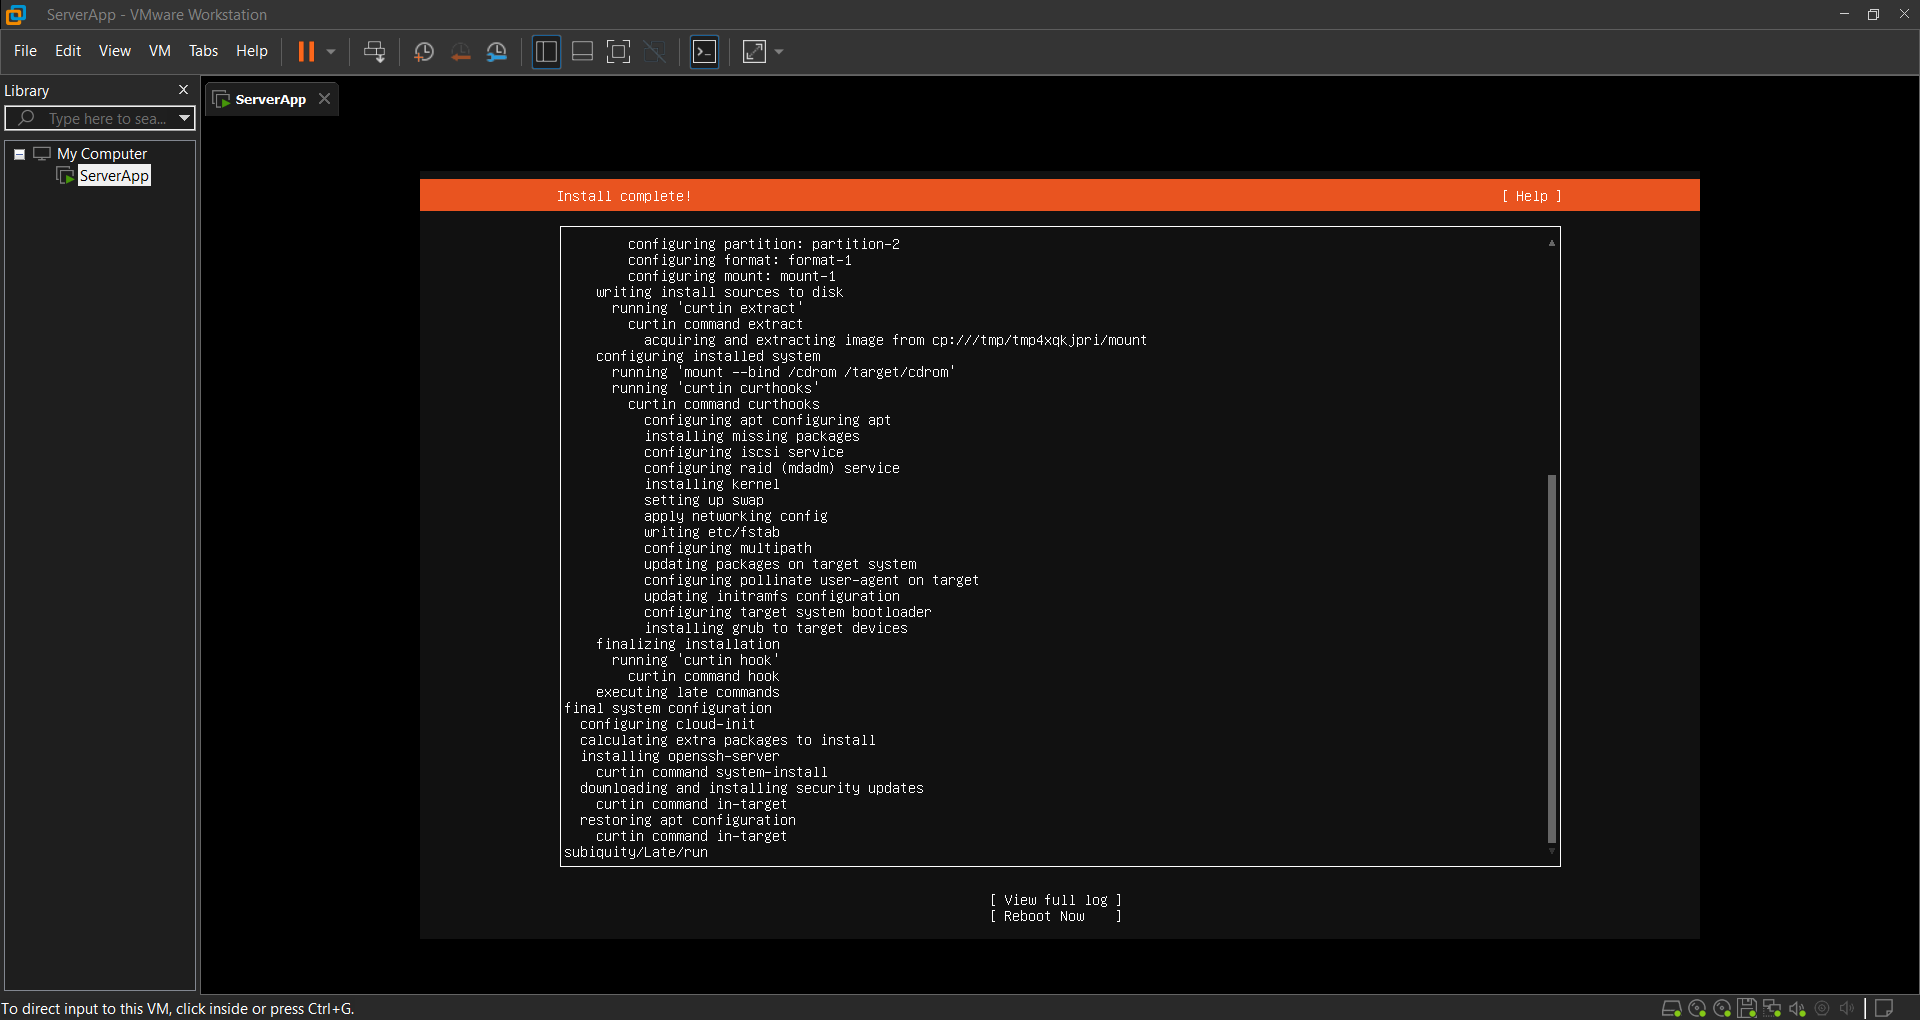 ServerApp - VMware Workstation
File Edit View VM Tabs Help
Library
Type here to sea...
My Computer
ServerApp
ServerApp
Install complete! [ Help ]
configuring partition: partition-2
configuring format: format-1
configuring mount: mount-1
writing install sources to disk
running 'curtin extract'
curtin command extract
acquiring and extracting image from cp:///tmp/tmp4xqkjpri/mount
configuring installed system
running 'mount --bind /cdrom /target/cdrom'
running 'curtin curthooks'
curtin command curthooks
configuring apt configuring apt
installing missing packages
configuring iscsi service
configuring raid (mdadm) service
installing kernel
setting up swap
apply networking config
writing etc/fstab
configuring multipath
updating packages on target system
configuring pollinate user-agent on target
updating initramfs configuration
configuring target system bootloader
installing grub to target devices
finalizing installation
running 'curtin hook'
curtin command hook
executing late commands
final system configuration
configuring cloud-init
calculating extra packages to install
installing openssh-server
curtin command system-install
downloading and installing security updates
curtin command in-target
restoring apt configuration
curtin command in-target
subiquity/Late/run
[ View full log ]
[ Reboot Now ]
To direct input to this VM, click inside or press Ctrl+G.